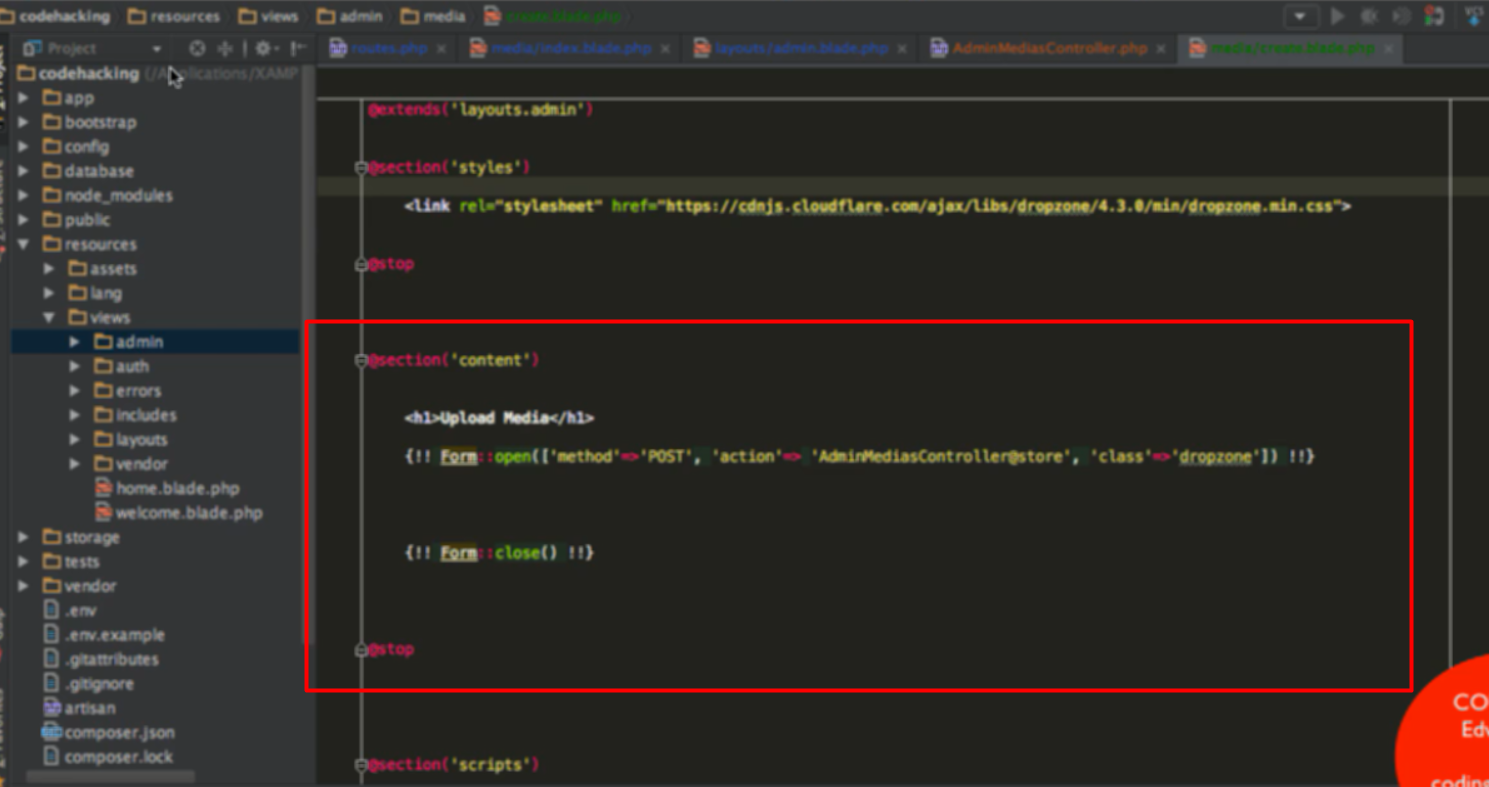 codehacking resources views admin media create.blade.php
Project
routes.php media/index.blade.php layouts/admin.blade.php AdminMediasController.php media/create.blade.php
codehacking (/Applications/XAMP
app
bootstrap
config
database
node_modules
public
resources
assets
lang
views
admin
auth
errors
includes
layouts
vendor
home.blade.php
welcome.blade.php
storage
tests
vendor
.env
.env.example
.gitattributes
.gitignore
artisan
composer.json
composer.lock
@extends('layouts.admin')
@section('styles')
<link rel="stylesheet" href="https://cdnjs.cloudflare.com/ajax/libs/dropzone/4.3.0/min/dropzone.min.css">
@stop
@section('content')
<h1>Upload Media</h1>
{!! Form::open(['method'=>'POST', 'action'=> 'AdminMediasController@store', 'class'=>'dropzone']) !!}
{!! Form::close() !!}
@stop
@section('scripts')
CO
Edw
coding